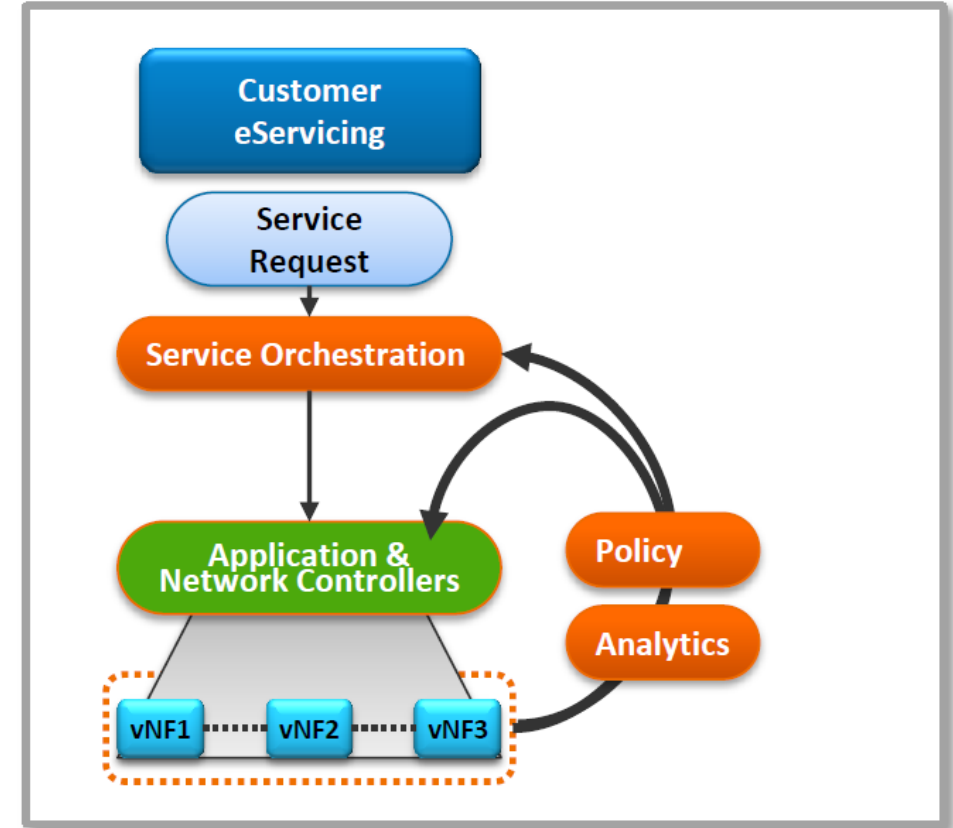 Customer
eServicing
Service
Request
Service Orchestration
Application &
Network Controllers
Policy
Analytics
vNF1
vNF2
vNF3